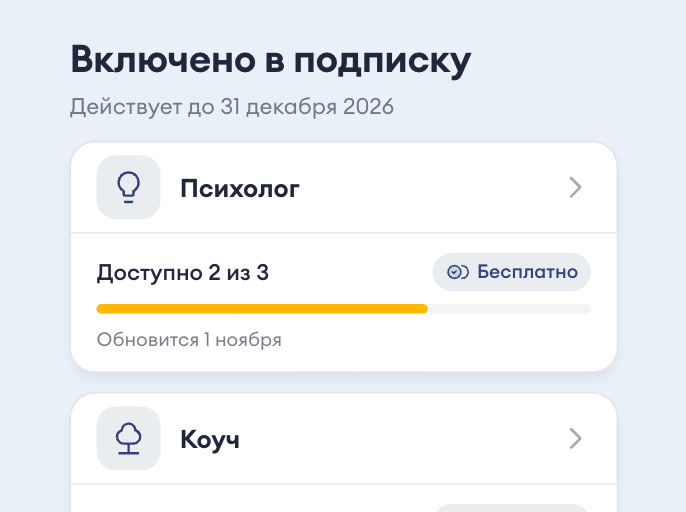 Включено в подписку
Действует до 31 декабря 2026
Психолог
Доступно 2 из 3
Бесплатно
Обновится 1 ноября
Коуч